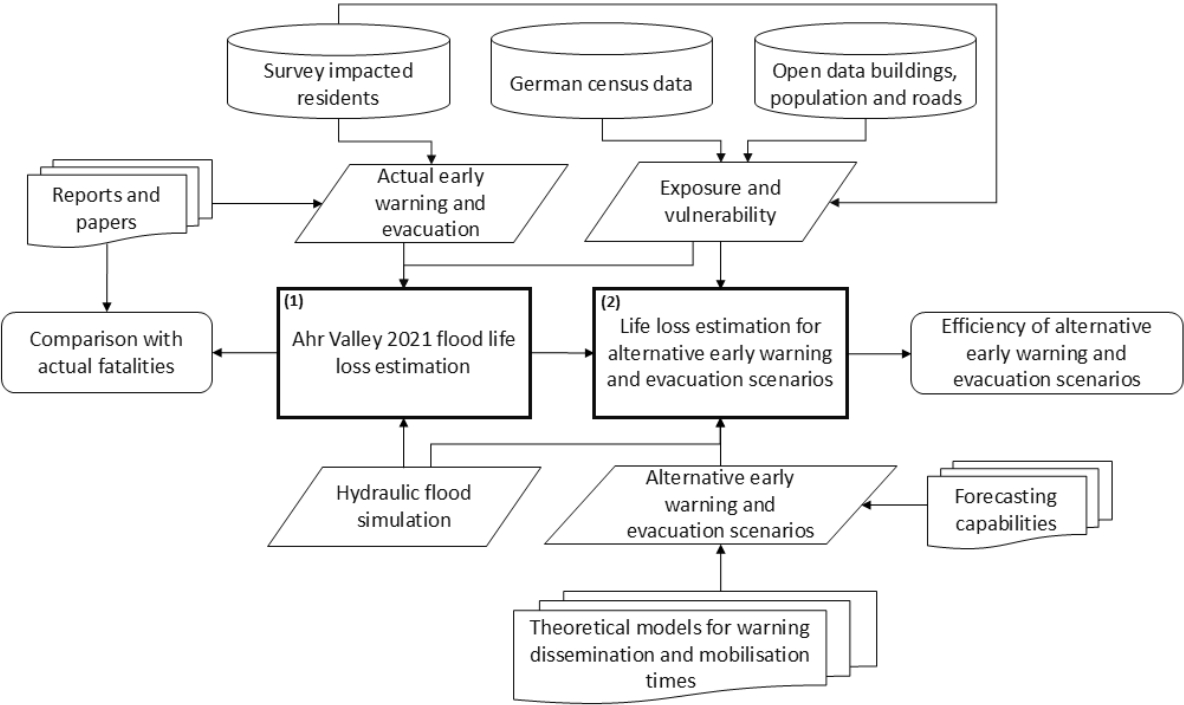 Survey impacted
residents
German census data
Open data buildings,
population and roads
Reports and
papers
Actual early
warning and
evacuation
Exposure and
vulnerability
(1)
Ahr Valley 2021 flood life
loss estimation
(2)
Life loss estimation for
alternative early warning
and evacuation scenarios
Comparison with
actual fatalities
Efficiency of alternative
early warning and
evacuation scenarios
Hydraulic flood
simulation
Alternative early
warning and
evacuation scenarios
Forecasting
capabilities
Theoretical models for warning
dissemination and mobilisation
times